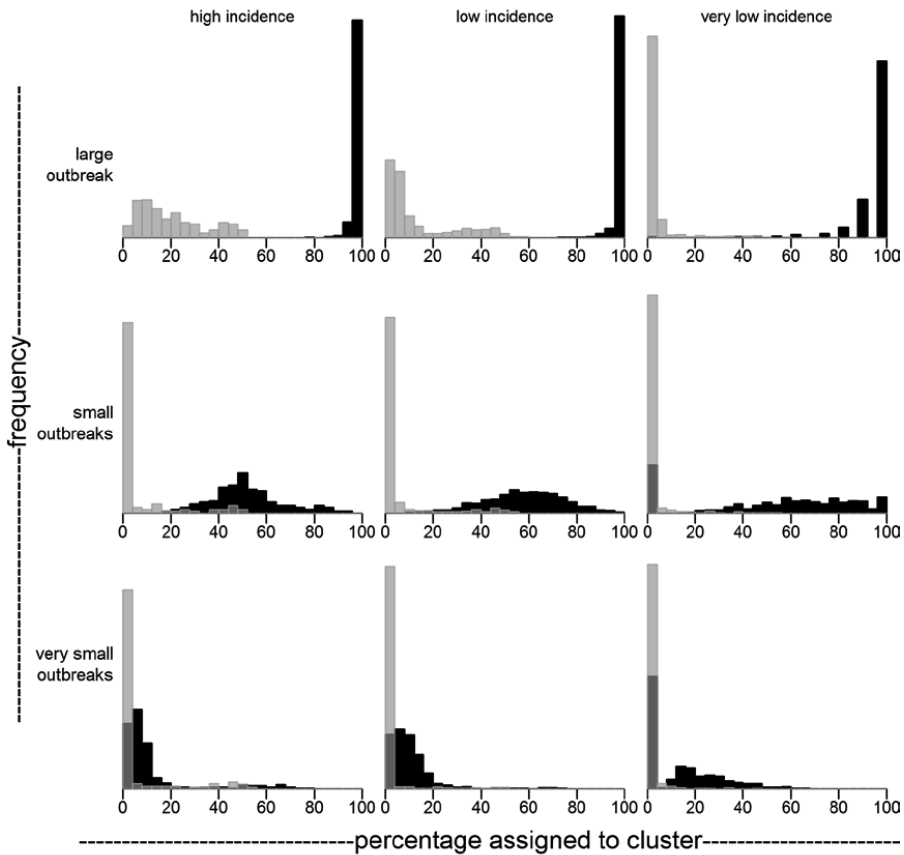 high incidence low incidence very low incidence
large
outbreak
0 20 40 60 80 100 0 20 40 60 80 100 0 20 40 60 80 100
small
outbreaks
0 20 40 60 80 100 0 20 40 60 80 100 0 20 40 60 80 100
very small
outbreaks
0 20 40 60 80 100 0 20 40 60 80 100 0 20 40 60 80 100
frequency
percentage assigned to cluster